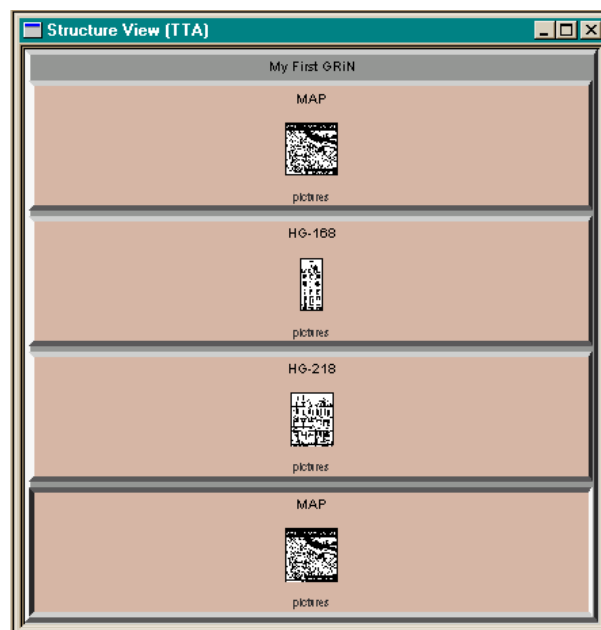 Structure View (TTA)
My First GRiN
MAP
pictures
HG-168
pictures
HG-218
pictures
MAP
pictures